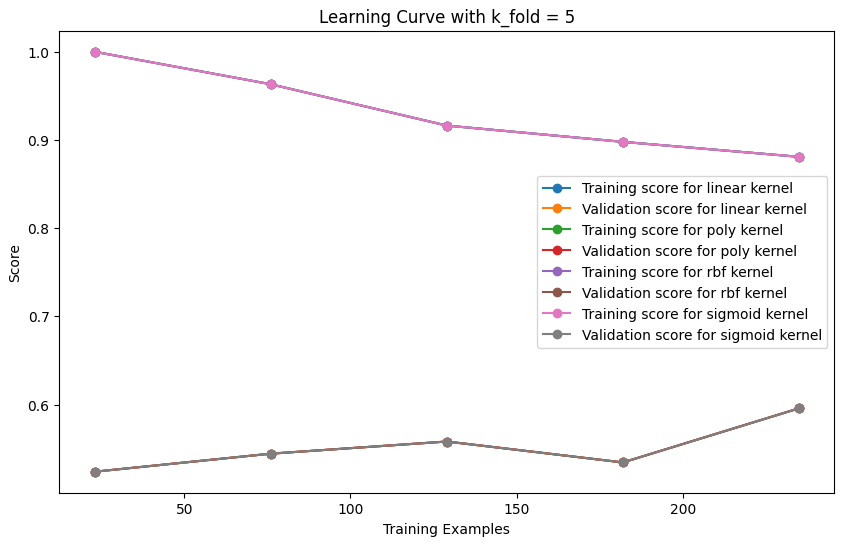 Learning Curve with k_fold = 5
1.0
0.9
0.8
0.7
0.6
Score
Training score for linear kernel
Validation score for linear kernel
Training score for poly kernel
Validation score for poly kernel
Training score for rbf kernel
Validation score for rbf kernel
Training score for sigmoid kernel
Validation score for sigmoid kernel
50
100
150
200
Training Examples